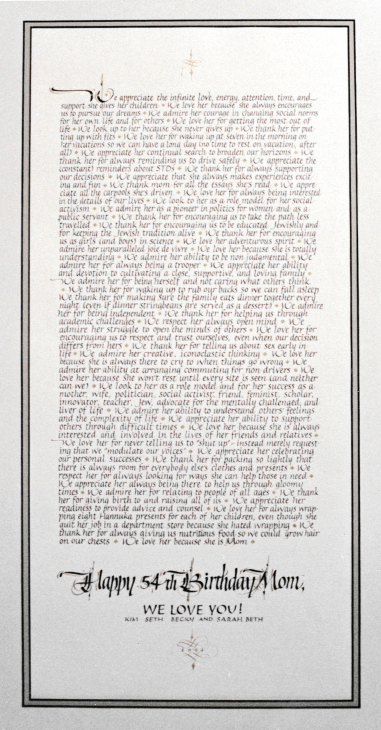 We appreciate the infinite love, energy, attention, time, and
support she gives her children • We love her because she always encourages
us to pursue our dreams • We admire her courage in changing social norms
for her own life and for others • We love her for getting the most out of
life • We look up to her because she never gives up • We thank her for put
ting up with fits • We love her for waking up at seven in the morning on
her vacations so we can have a long day (no time to rest on vacation, after
all) • We appreciate her continual search to broaden our horizons • We
thank her for always reminding us to drive safely • We appreciate the
(constant) reminders about STDs • We thank her for always supporting
our decisions • We appreciate that she always makes experiences excit
ing and fun • We thank mom for all the essays she's read • We appre
ciate all the carpools she's driven • We love her for always being interested
in the details of our lives • We look to her as a role model for her social
activism • We admire her as a pioneer in politics for women and as a
public servant • We thank her for encouraging us to take the path less
travelled • We thank her for encouraging us to be educated Jewishly and
for keeping the Jewish tradition alive • We thank her for encouraging
us as girls (and boys) in science • We love her adventurous spirit • We
admire her unparalleled joie de vivre • We love her because she is totally
understanding • We admire her ability to be non judgmental • We
admire her for always being a trooper • We appreciate her ability
and devotion to cultivating a close, supportive, and loving family •
We admire her for being herself and not caring what others think
• We thank her for waking up to rub our backs so we can fall asleep
We thank her for making sure the family eats dinner together every
night (even if dinner stringbeans are served as a dessert) • We admire
her for being independent • We thank her for helping us through
academic challenges • We respect her always open mind • We
admire her struggle to open the minds of others • We love her for
encouraging us to respect and trust ourselves, even when our decision
differs from hers • We thank her for telling us about sex early in
life • We admire her creative, iconoclastic thinking • We love her
because she is always there to cry to when things go wrong • We
admire her ability at arranging commuting for non-drivers • We
love her because she won't rest until every site is seen (and neither
can we) • We look to her as a role model and for her success as a
mother, wife, politician, social activist, friend, feminist, scholar,
innovator, teacher, Jew, advocate for the mentally challenged, and
liver of life • We admire her ability to understand others' feelings
and the complexity of life • We appreciate her ability to support
others through difficult times • We love her because she is always
interested and involved in the lives of her friends and relatives •
We love her for never telling us to "shut up" - instead merely request
ing that we "modulate our voices" • We appreciate her celebrating
our personal successes • We thank her for packing so lightly that
there is always room for everybody else's clothes and presents • We
respect her for always looking for ways she can help those in need •
We appreciate her always being there to help us through gloomy
times • We admire her for relating to people of all ages • We thank
her for giving birth to and raising all of us • We appreciate her
readiness to provide advice and counsel • We love her for always wrap
ping eight Hannuka presents for each of her children, even though she
quit her job in a department store because she hated wrapping • We
thank her for always giving us nutritious food so we could grow hair
on our chests • We love her because she is Mom •
Happy 54th Birthday Mom,
WE LOVE YOU!
KIM SETH BECKY AND SARAH BETH